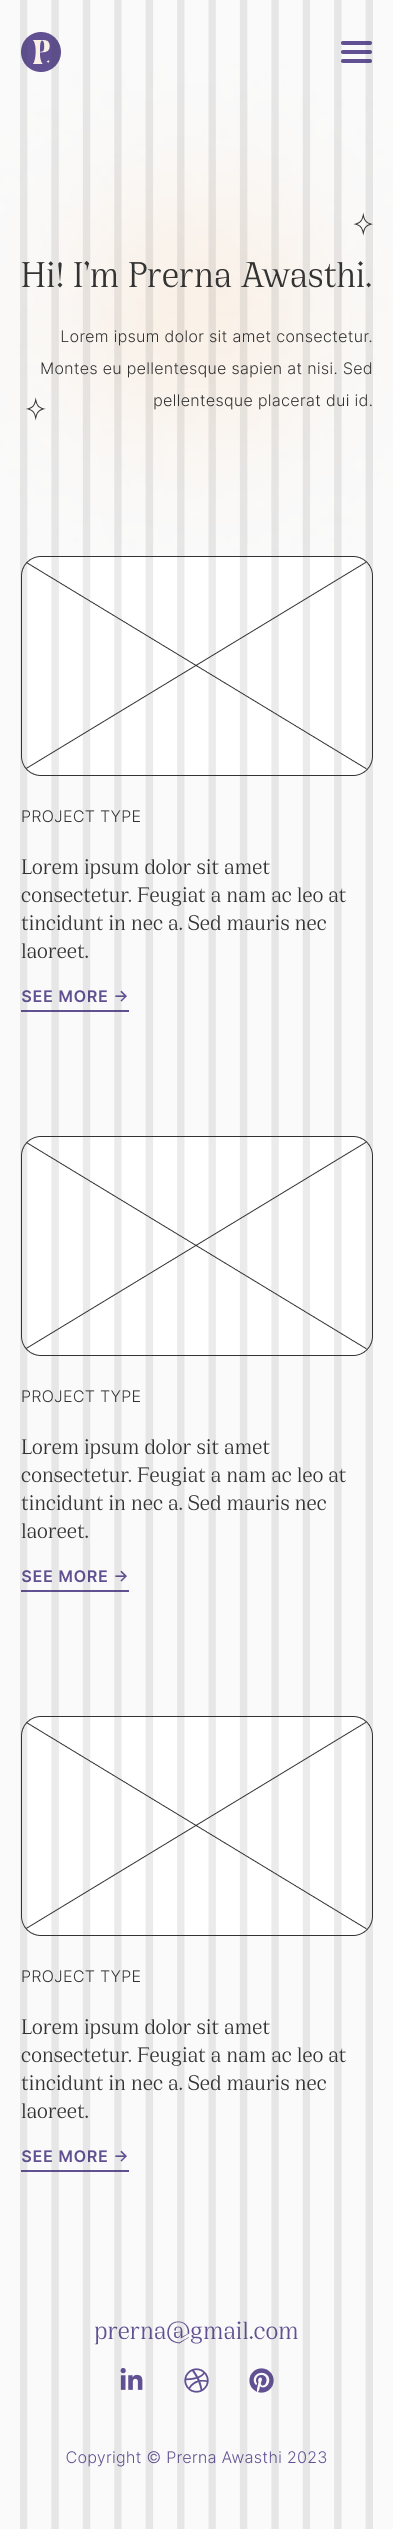 P.
Hi! I'm Prerna Awasthi.
Lorem ipsum dolor sit amet consectetur.
Montes eu pellentesque sapien at nisi. Sed
pellentesque placerat dui id.
PROJECT TYPE
Lorem ipsum dolor sit amet
consectetur. Feugiat a nam ac leo at
tincidunt in nec a. Sed mauris nec
laoreet.
SEE MORE →
PROJECT TYPE
Lorem ipsum dolor sit amet
consectetur. Feugiat a nam ac leo at
tincidunt in nec a. Sed mauris nec
laoreet.
SEE MORE →
PROJECT TYPE
Lorem ipsum dolor sit amet
consectetur. Feugiat a nam ac leo at
tincidunt in nec a. Sed mauris nec
laoreet.
SEE MORE →
prerna@gmail.com
in
Copyright © Prerna Awasthi 2023